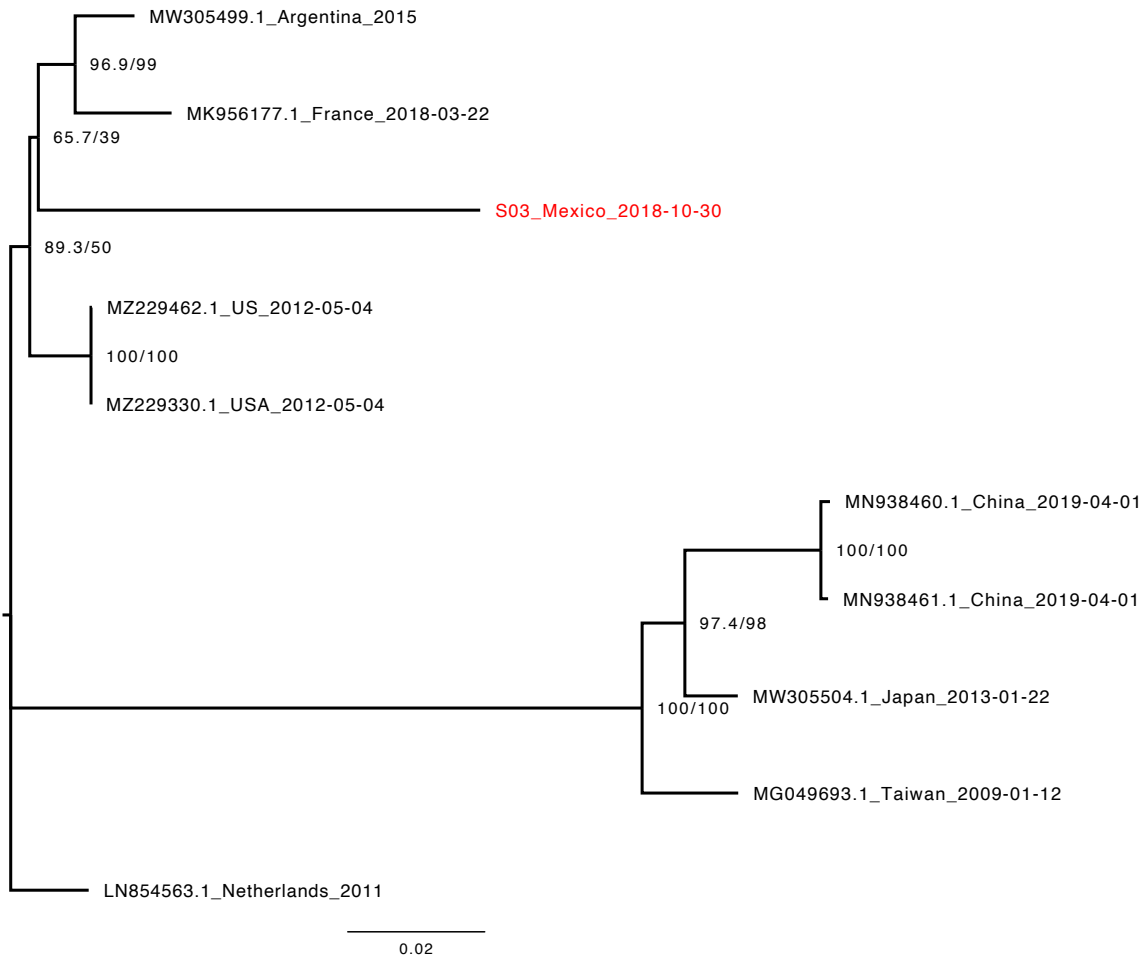 MW305499.1_Argentina_2015
96.9/99
MK956177.1_France_2018-03-22
65.7/39
S03_Mexico_2018-10-30
89.3/50
MZ229462.1_US_2012-05-04
100/100
MZ229330.1_USA_2012-05-04
MN938460.1_China_2019-04-01
100/100
MN938461.1_China_2019-04-01
97.4/98
MW305504.1_Japan_2013-01-22
100/100
MG049693.1_Taiwan_2009-01-12
LN854563.1_Netherlands_2011
0.02